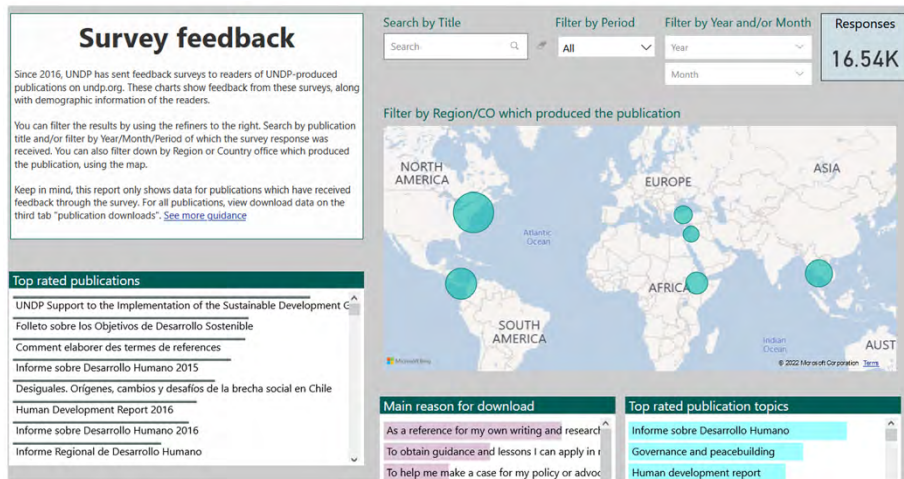 Survey feedback
Since 2016, UNDP has sent feedback surveys to readers of UNDP-produced
publications on undp.org. These charts show feedback from these surveys, along
with demographic information of the readers.
You can filter the results by using the refiners to the right. Search by publication
title and/or filter by Year/Month/Period of which the survey response was
received. You can also filter down by Region or Country office which produced
the publication, using the map.
Keep in mind, this report only shows data for publications which have received
feedback through the survey. For all publications, view download data on the
third tab "publication downloads". See more guidance
Search by Title
Search
Filter by Period
All
Filter by Year and/or Month
Year
Month
Responses
16.54K
Filter by Region/CO which produced the publication
NORTH
AMERICA
EUROPE
ASIA
Atlantic
Ocean
AFRICA
SOUTH
AMERICA
Indian
Ocean
AUST
Microsoft Bing
© 2022 Microsoft Corporation Terms
Top rated publications
UNDP Support to the Implementation of the Sustainable Development G
Folleto sobre los Objetivos de Desarrollo Sostenible
Comment elaborer des termes de references
Informe sobre Desarrollo Humano 2015
Desiguales. Orígenes, cambios y desafíos de la brecha social en Chile
Human Development Report 2016
Informe sobre Desarrollo Humano 2016
Informe Regional de Desarrollo Humano
Main reason for download
As a reference for my own writing and research
To obtain guidance and lessons I can apply in
To help me make a case for my policy or advoc
Top rated publication topics
Informe sobre Desarrollo Humano
Governance and peacebuilding
Human development report